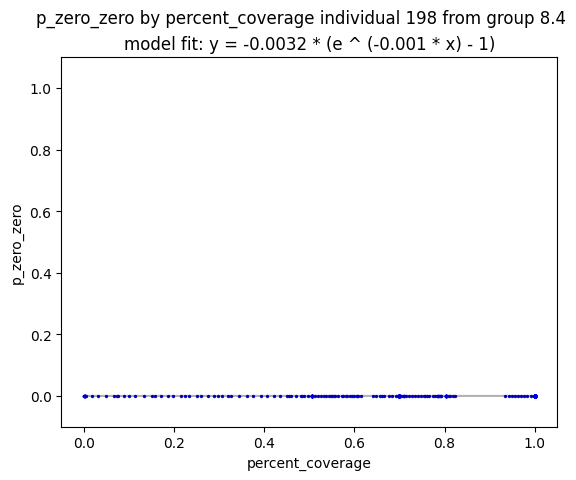 p_zero_zero by percent_coverage individual 198 from group 8.4
model fit: y = -0.0032 * (e ^ (-0.001 * x) - 1)
1.0
0.8
0.6
0.4
0.2
0.0
p_zero_zero
0.0 0.2 0.4 0.6 0.8 1.0
percent_coverage